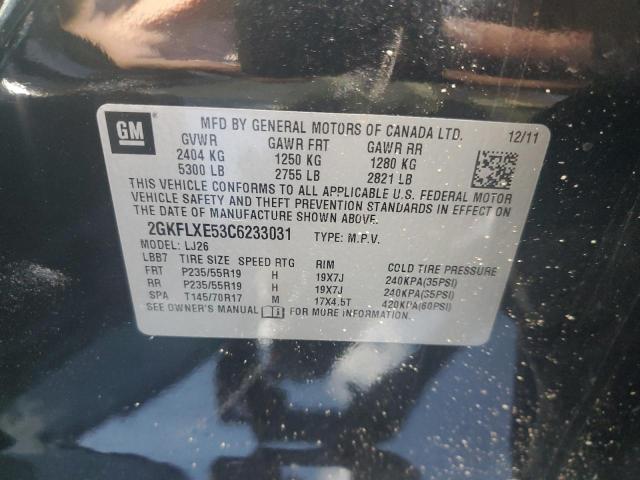 GM
MFD BY GENERAL MOTORS OF CANADA LTD.
12/11
GVWR GAWR FRT GAWR RR
2404 KG 1250 KG 1280 KG
5300 LB 2755 LB 2821 LB
THIS VEHICLE CONFORMS TO ALL APPLICABLE U.S. FEDERAL MOTOR
VEHICLE SAFETY AND THEFT PREVENTION STANDARDS IN EFFECT ON
THE DATE OF MANUFACTURE SHOWN ABOVE.
2GKFLXE53C6233031 TYPE: M.P.V.
MODEL: LJ26
LBB7 TIRE SIZE SPEED RTG RIM COLD TIRE PRESSURE
FRT P235/55R19 H 19X7J 240KPA(35PSI)
RR P235/55R19 H 19X7J 240KPA(35PSI)
SPA T145/70R17 M 17X4.5T 420KPA(60PSI)
SEE OWNER'S MANUAL FOR MORE INFORMATION